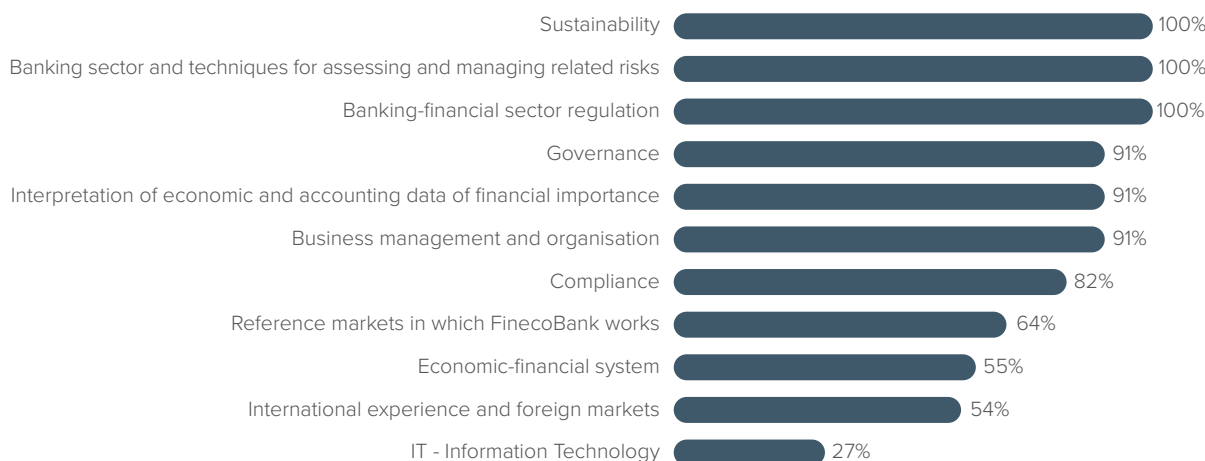 Sustainability 100%
Banking sector and techniques for assessing and managing related risks 100%
Banking-financial sector regulation 100%
Governance 91%
Interpretation of economic and accounting data of financial importance 91%
Business management and organisation 91%
Compliance 82%
Reference markets in which FinecoBank works 64%
Economic-financial system 55%
International experience and foreign markets 54%
IT - Information Technology 27%